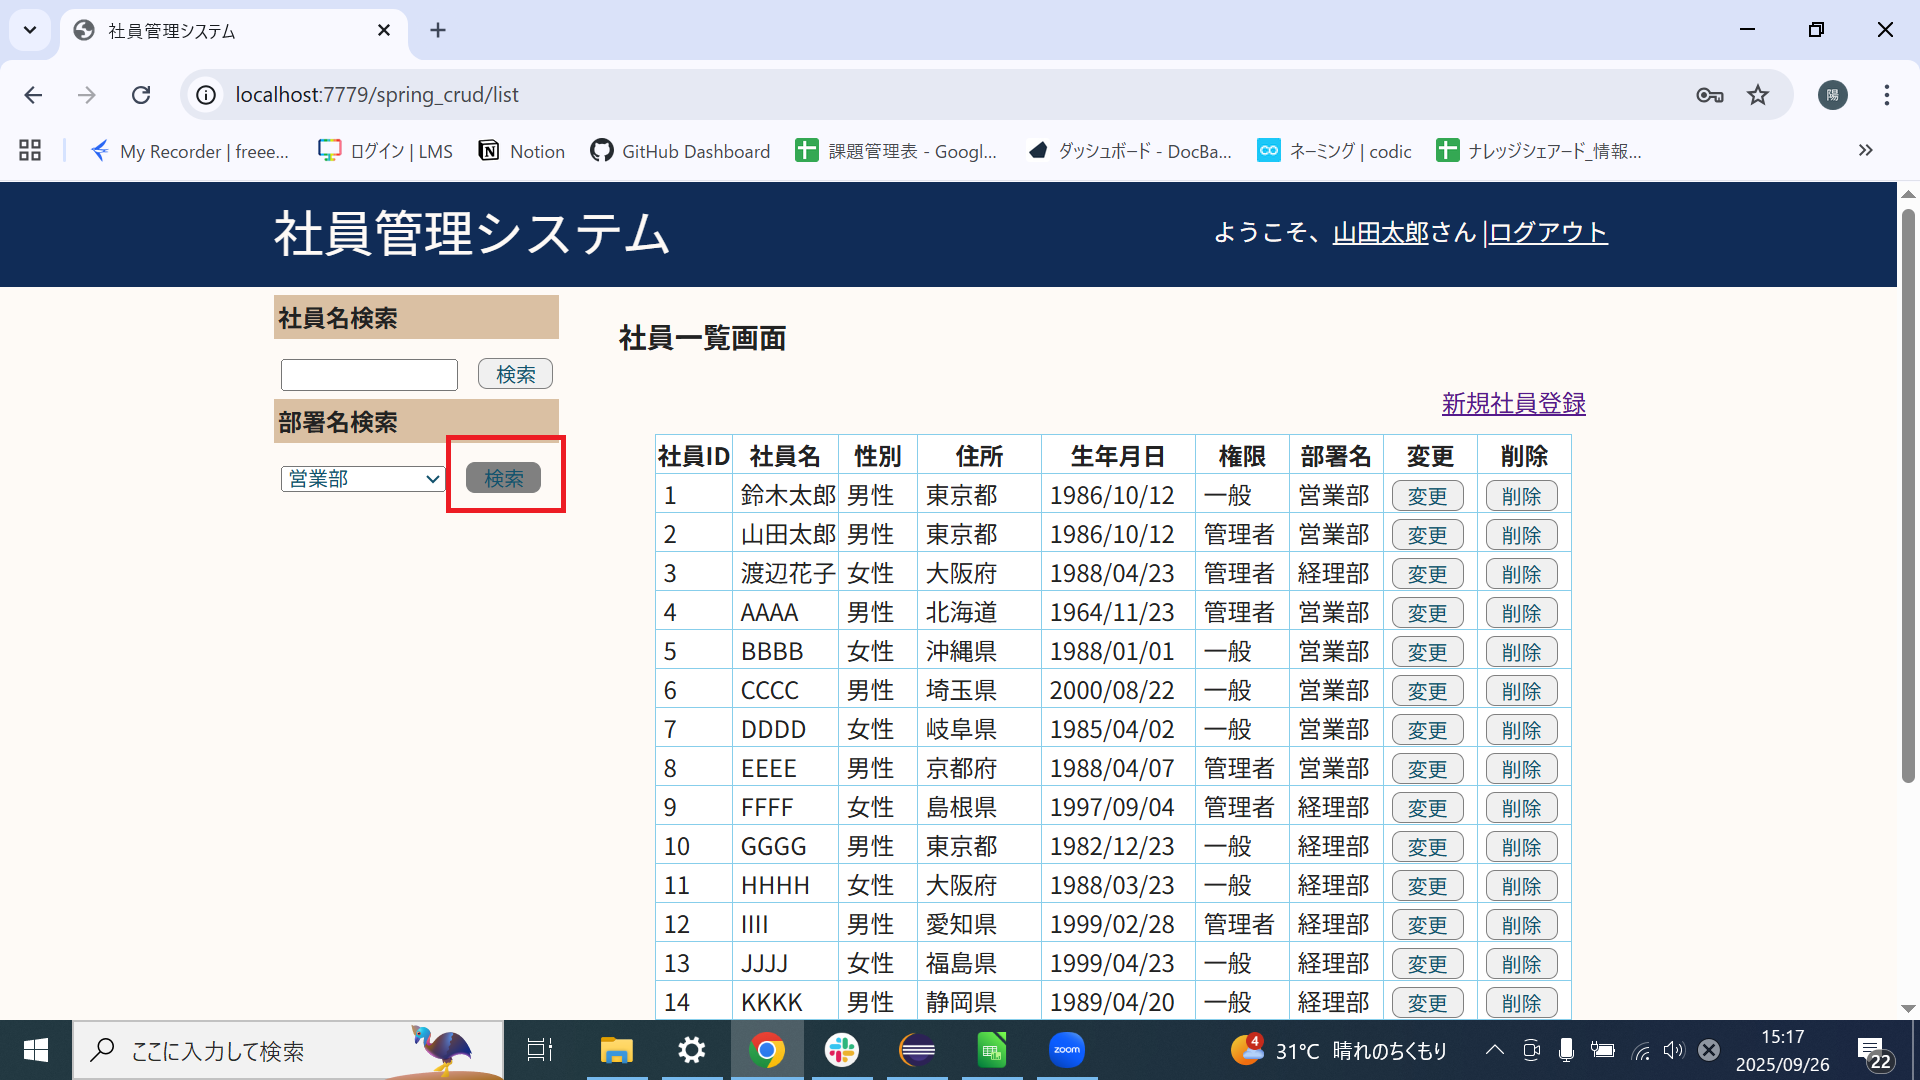 社員管理システム
localhost:7779/spring_crud/list
陽
My Recorder | freee...
ログイン | LMS
Notion
GitHub Dashboard
課題管理表 - Googl...
ダッシュボード - DocBa...
ネーミング | codic
ナレッジシェアード_情報...
社員管理システム
ようこそ、山田太郎さん |ログアウト
社員名検索
検索
部署名検索
営業部 検索
社員一覧画面
新規社員登録
社員ID 社員名 性別 住所 生年月日 権限 部署名 変更 削除
1 鈴木太郎 男性 東京都 1986/10/12 一般 営業部 変更 削除
2 山田太郎 男性 東京都 1986/10/12 管理者 営業部 変更 削除
3 渡辺花子 女性 大阪府 1988/04/23 管理者 経理部 変更 削除
4 AAAA 男性 北海道 1964/11/23 管理者 営業部 変更 削除
5 BBBB 女性 沖縄県 1988/01/01 一般 営業部 変更 削除
6 CCCC 男性 埼玉県 2000/08/22 一般 営業部 変更 削除
7 DDDD 女性 岐阜県 1985/04/02 一般 営業部 変更 削除
8 EEEE 男性 京都府 1988/04/07 管理者 営業部 変更 削除
9 FFFF 女性 島根県 1997/09/04 管理者 経理部 変更 削除
10 GGGG 男性 東京都 1982/12/23 一般 経理部 変更 削除
11 HHHH 女性 大阪府 1988/03/23 一般 経理部 変更 削除
12 IIII 男性 愛知県 1999/02/28 管理者 経理部 変更 削除
13 JJJJ 女性 福島県 1999/04/23 一般 経理部 変更 削除
14 KKKK 男性 静岡県 1989/04/20 一般 経理部 変更 削除
ここに入力して検索
zoom
4
31°C 晴れのちくもり
15:17
2025/09/26
22